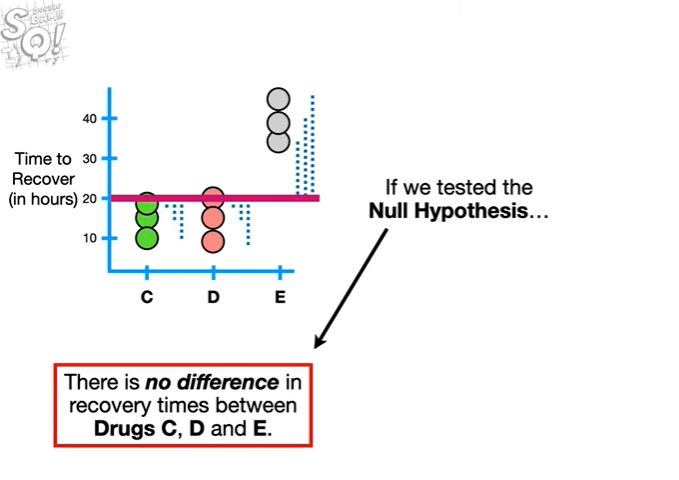 SQ!
40
Time to 30
Recover
(in hours) 20
10
C D E
If we tested the
Null Hypothesis...
There is no difference in
recovery times between
Drugs C, D and E.